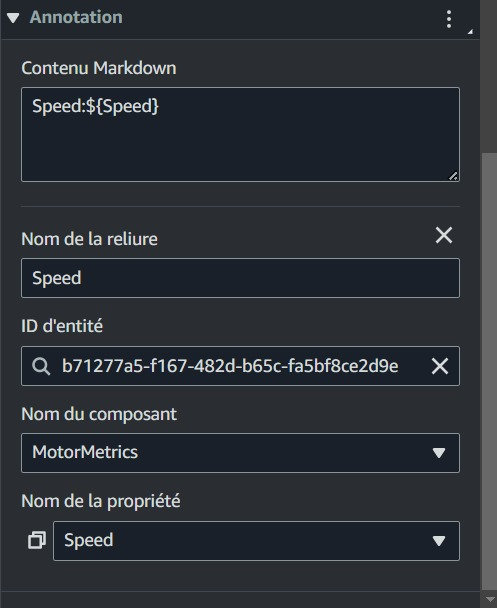 Annotation
Contenu Markdown
Speed:${Speed}
Nom de la reliure
Speed
ID d'entité
b71277a5-f167-482d-b65c-fa5bf8ce2d9e
Nom du composant
MotorMetrics
Nom de la propriété
Speed